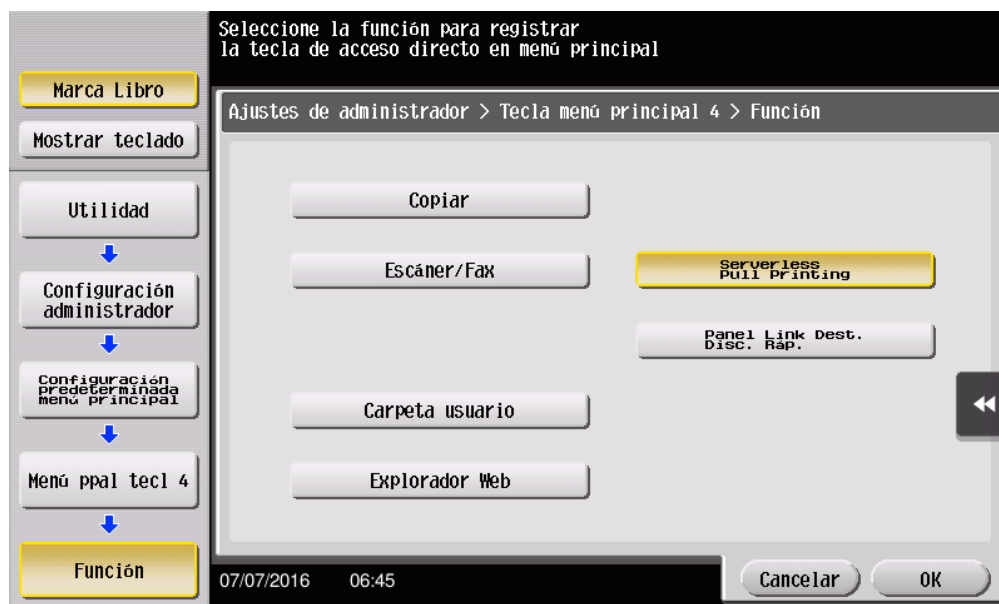 Seleccione la función para registrar
la tecla de acceso directo en menú principal
Marca Libro
Mostrar teclado
Utilidad
Configuración
administrador
Configuración
predeterminada
menú principal
Menú ppal tecl 4
Función
Ajustes de administrador > Tecla menú principal 4 > Función
Copiar
Escáner/Fax
Serverless
Pull Printing
Panel Link Dest.
Disc. Ráp.
Carpeta usuario
Explorador Web
07/07/2016 06:45
Cancelar
OK